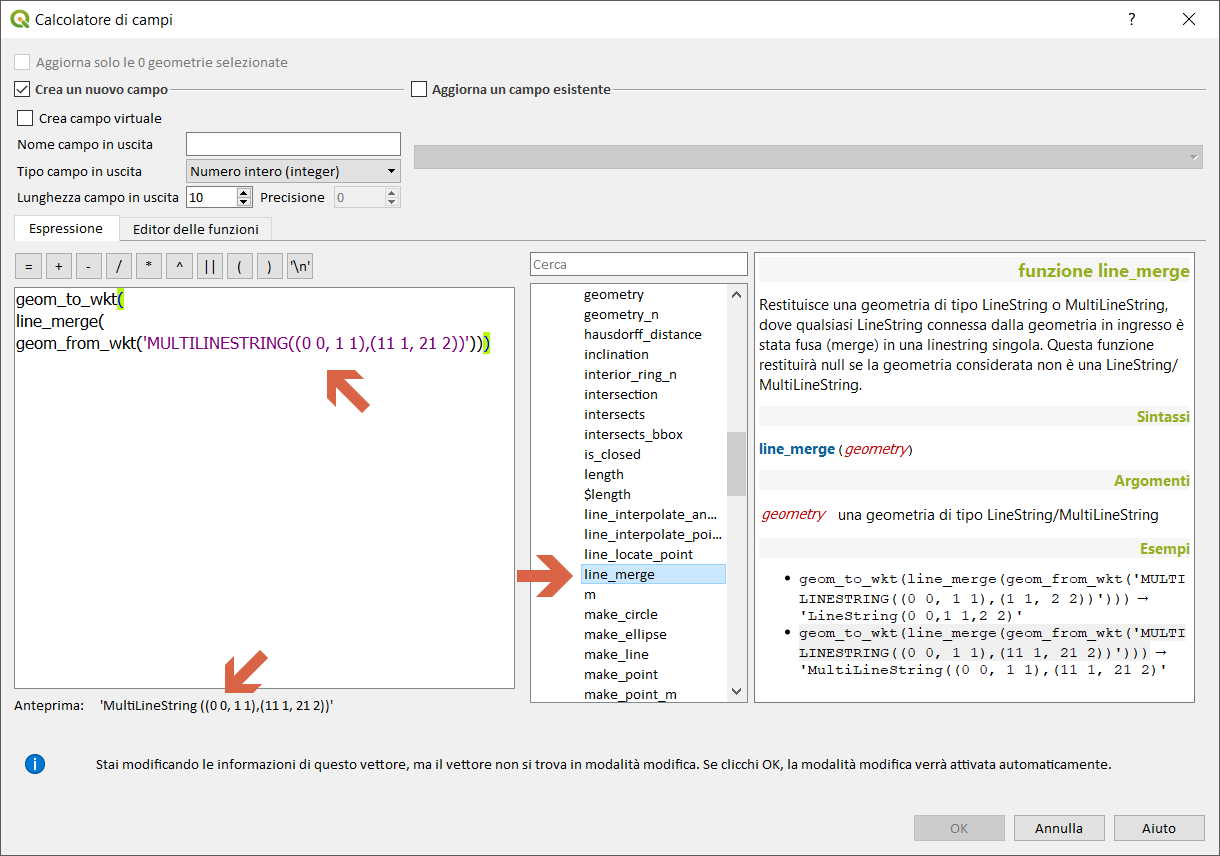 Calcolatore di campi
?
Aggiorna solo le 0 geometrie selezionate
Crea un nuovo campo
Aggiorna un campo esistente
Crea campo virtuale
Nome campo in uscita
Tipo campo in uscita Numero intero (integer)
Lunghezza campo in uscita 10 Precisione 0
Espressione Editor delle funzioni
= + - / * ^ || ( ) '\n'
geom_to_wkt(
line_merge(
geom_from_wkt('MULTILINESTRING((0 0, 1 1),(11 1, 21 2))')))
Anteprima: 'MultiLineString ((0 0, 1 1),(11 1, 21 2))'
Cerca
geometry
geometry_n
hausdorff_distance
inclination
interior_ring_n
intersection
intersects
intersects_bbox
is_closed
length
$length
line_interpolate_an...
line_interpolate_poi...
line_locate_point
line_merge
m
make_circle
make_ellipse
make_line
make_point
make_point_m
funzione line_merge
Restituisce una geometria di tipo LineString o MultiLineString,
dove qualsiasi LineString connessa dalla geometria in ingresso è
stata fusa (merge) in una linestring singola. Questa funzione
restituirà null se la geometria considerata non è una LineString/
MultiLineString.
Sintassi
line_merge(geometry)
Argomenti
geometry una geometria di tipo LineString/MultiLineString
Esempi
• geom_to_wkt(line_merge(geom_from_wkt('MULTI
LINESTRING((0 0, 1 1),(1 1, 2 2))'))) →
'LineString(0 0,1 1,2 2)'
• geom_to_wkt(line_merge(geom_from_wkt('MULTI
LINESTRING((0 0, 1 1),(11 1, 21 2))'))) →
'MultiLineString((0 0, 1 1),(11 1, 21 2)'
Stai modificando le informazioni di questo vettore, ma il vettore non si trova in modalità modifica. Se clicchi OK, la modalità modifica verrà attivata automaticamente.
OK Annulla Aiuto